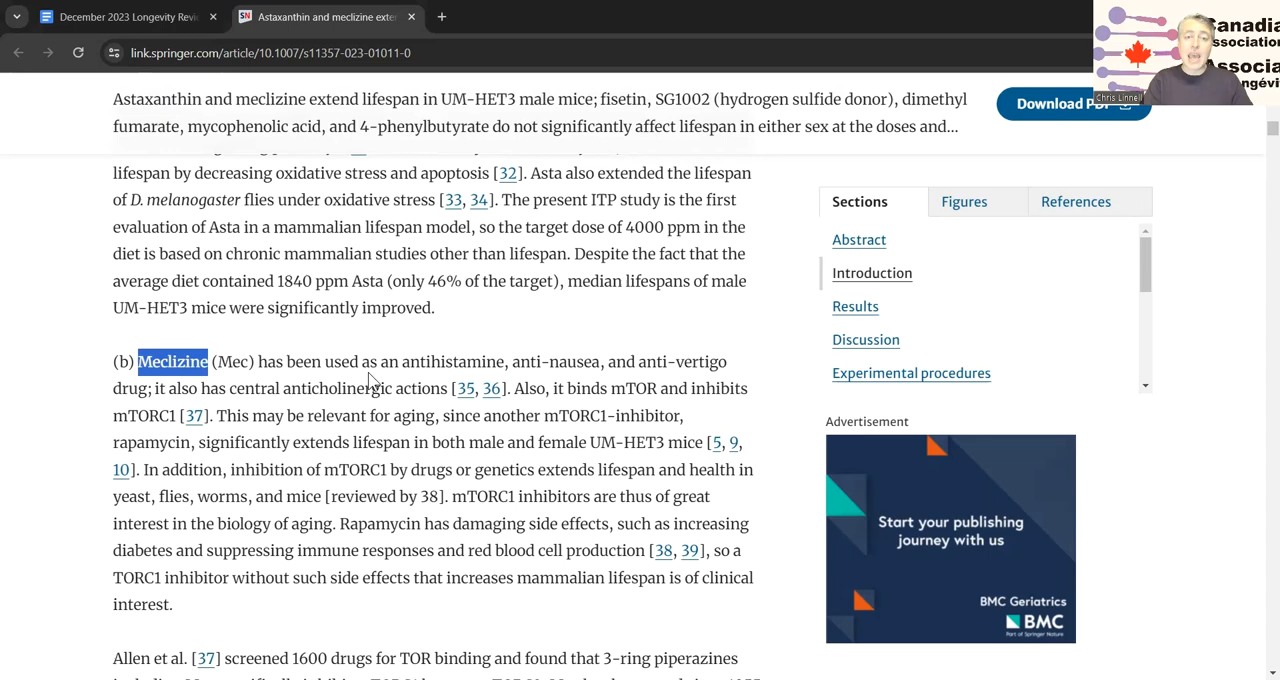 December 2023 Longevity Revi
Astaxanthin and meclizine exte
link.springer.com/article/10.1007/s11357-023-01011-0
Canadia
Association
Associa
ongévi
Chris Linnell
Astaxanthin and meclizine extend lifesp UM-HET3 male mice; fisetin, SG1002 (hydrogen sulfide donor), dimethyl
fumarate, mycophenolic acid, and 4-phenylbutyrate do not significantly affect lifespan in either sex at the doses and...
Download PDF
lifespan by decreasing oxidative stress and apoptosis [32]. Asta also extended the lifespan
of D. melanogaster flies under oxidative stress [33, 34]. The present ITP study is the first
evaluation of Asta in a mammalian lifespan model, so the target dose of 4000 ppm in the
diet is based on chronic mammalian studies other than lifespan. Despite the fact that the
average diet contained 1840 ppm Asta (only 46% of the target), median lifespans of male
UM-HET3 mice were significantly improved.
(b) Meclizine (Mec) has been used as an antihistamine, anti-nausea, and anti-vertigo
drug; it also has central anticholinergic actions [35, 36]. Also, it binds mTOR and inhibits
mTORC1 [37]. This may be relevant for aging, since another mTORC1-inhibitor,
rapamycin, significantly extends lifespan in both male and female UM-HET3 mice [5, 9,
10]. In addition, inhibition of mTORC1 by drugs or genetics extends lifespan and health in
yeast, flies, worms, and mice [reviewed by 38]. mTORC1 inhibitors are thus of great
interest in the biology of aging. Rapamycin has damaging side effects, such as increasing
diabetes and suppressing immune responses and red blood cell production [38, 39], so a
TORC1 inhibitor without such side effects that increases mammalian lifespan is of clinical
interest.
Allen et al. [37] screened 1600 drugs for TOR binding and found that 3-ring piperazines
Sections
Figures
References
Abstract
Introduction
Results
Discussion
Experimental procedures
Advertisement
Start your publishing
journey with us
BMC Geriatrics
BMC
Part of Springer Nature